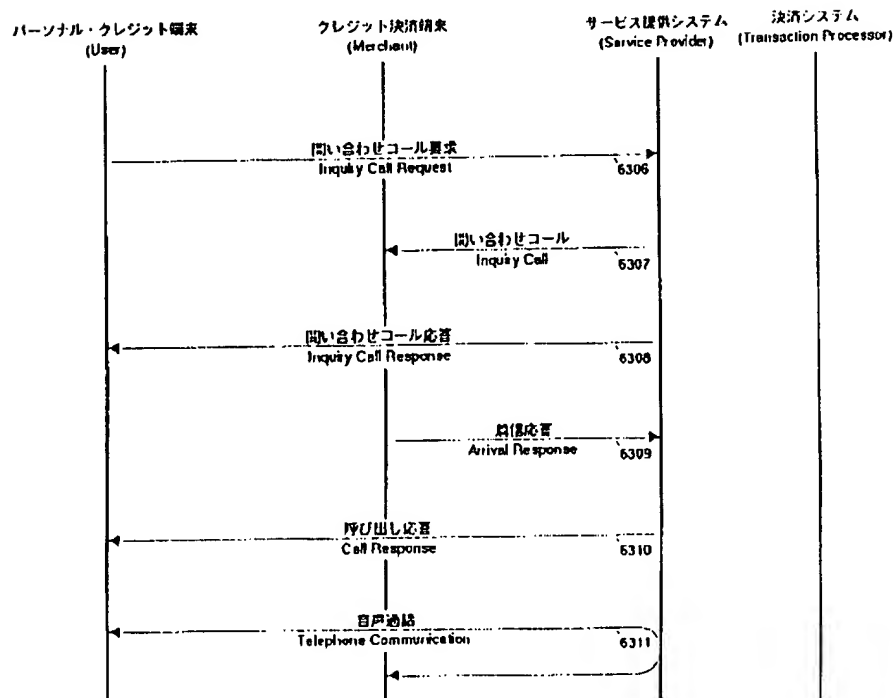 パーソナル・クレジット端末
(User)
クレジット決済端末
(Merchant)
サービス提供システム
(Service Provider)
決済システム
(Transaction Processor)
問い合わせコール要求
Inquiry Call Request
6306
問い合わせコール
Inquiry Call
6307
問い合わせコール応答
Inquiry Call Response
6308
着信応答
Arrival Response
6309
呼び出し応答
Call Response
6310
音声通話
Telephone Communication
6311